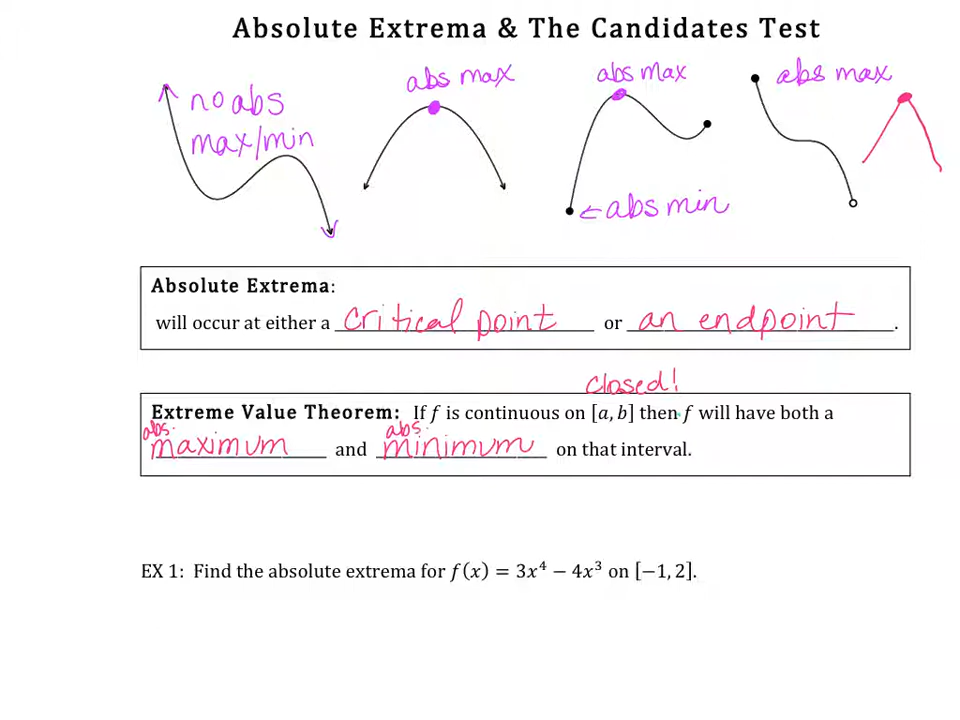 Absolute Extrema & The Candidates Test
no abs
max/min
abs max
abs max
← abs min
abs max
Absolute Extrema:
will occur at either a critical point or an endpoint.
closed!
Extreme Value Theorem: If f is continuous on [a, b] then f will have both a
abs. maximum and abs. minimum on that interval.
EX 1: Find the absolute extrema for f(x) = 3x⁴ − 4x³ on [−1, 2].